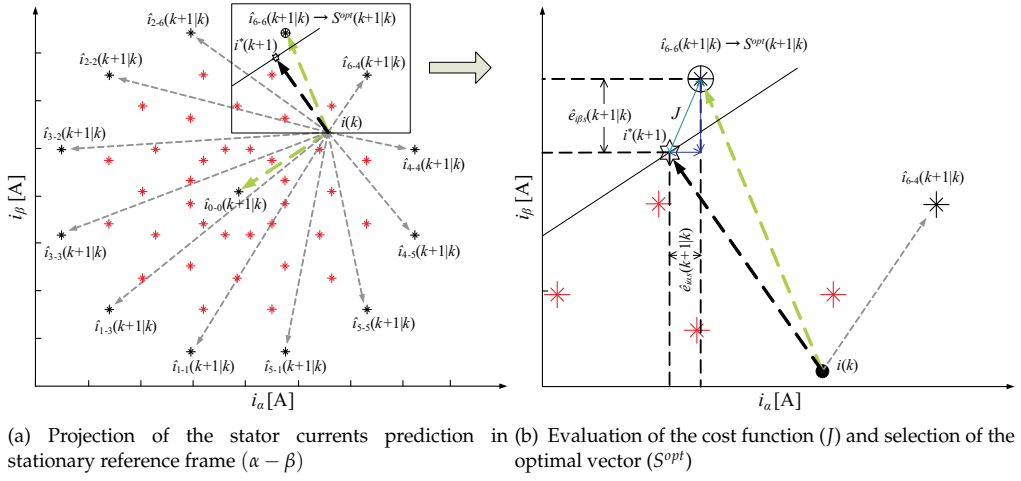 î2-6(k+1|k)
î6-6(k+1|k) → S^opt(k+1|k)
i*(k+1)
î2-2(k+1|k)
î6-4(k+1|k)
i(k)
î3-2(k+1|k)
î4-4(k+1|k)
î0-0(k+1|k)
î3-3(k+1|k)
î4-5(k+1|k)
î1-3(k+1|k)
î5-5(k+1|k)
î1-1(k+1|k)
î5-1(k+1|k)
iβ [A]
iα [A]
(a) Projection of the stator currents prediction in
stationary reference frame (α − β)
î6-6(k+1|k) → S^opt(k+1|k)
êiβs(k+1|k)
J
i*(k+1)
î6-4(k+1|k)
êiαs(k+1|k)
i(k)
iβ [A]
iα [A]
(b) Evaluation of the cost function (J) and selection of the
optimal vector (S^opt)